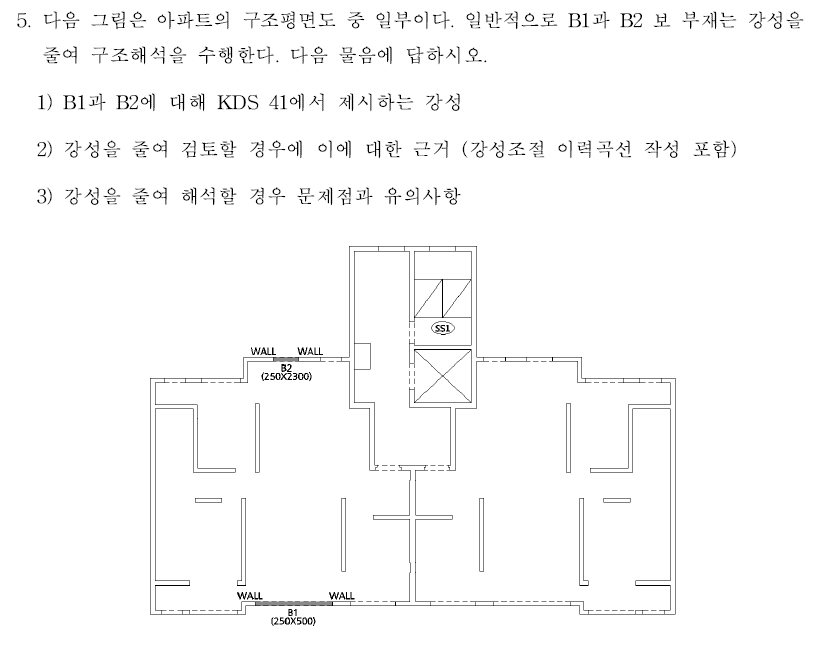 5. 다음 그림은 아파트의 구조평면도 중 일부이다. 일반적으로 B1과 B2 보 부재는 강성을
줄여 구조해석을 수행한다. 다음 물음에 답하시오.
1) B1과 B2에 대해 KDS 41에서 제시하는 강성
2) 강성을 줄여 검토할 경우에 이에 대한 근거 (강성조절 이력곡선 작성 포함)
3) 강성을 줄여 해석할 경우 문제점과 유의사항
SS1
WALL WALL
B2
(250X2300)
WALL WALL
B1
(250X500)